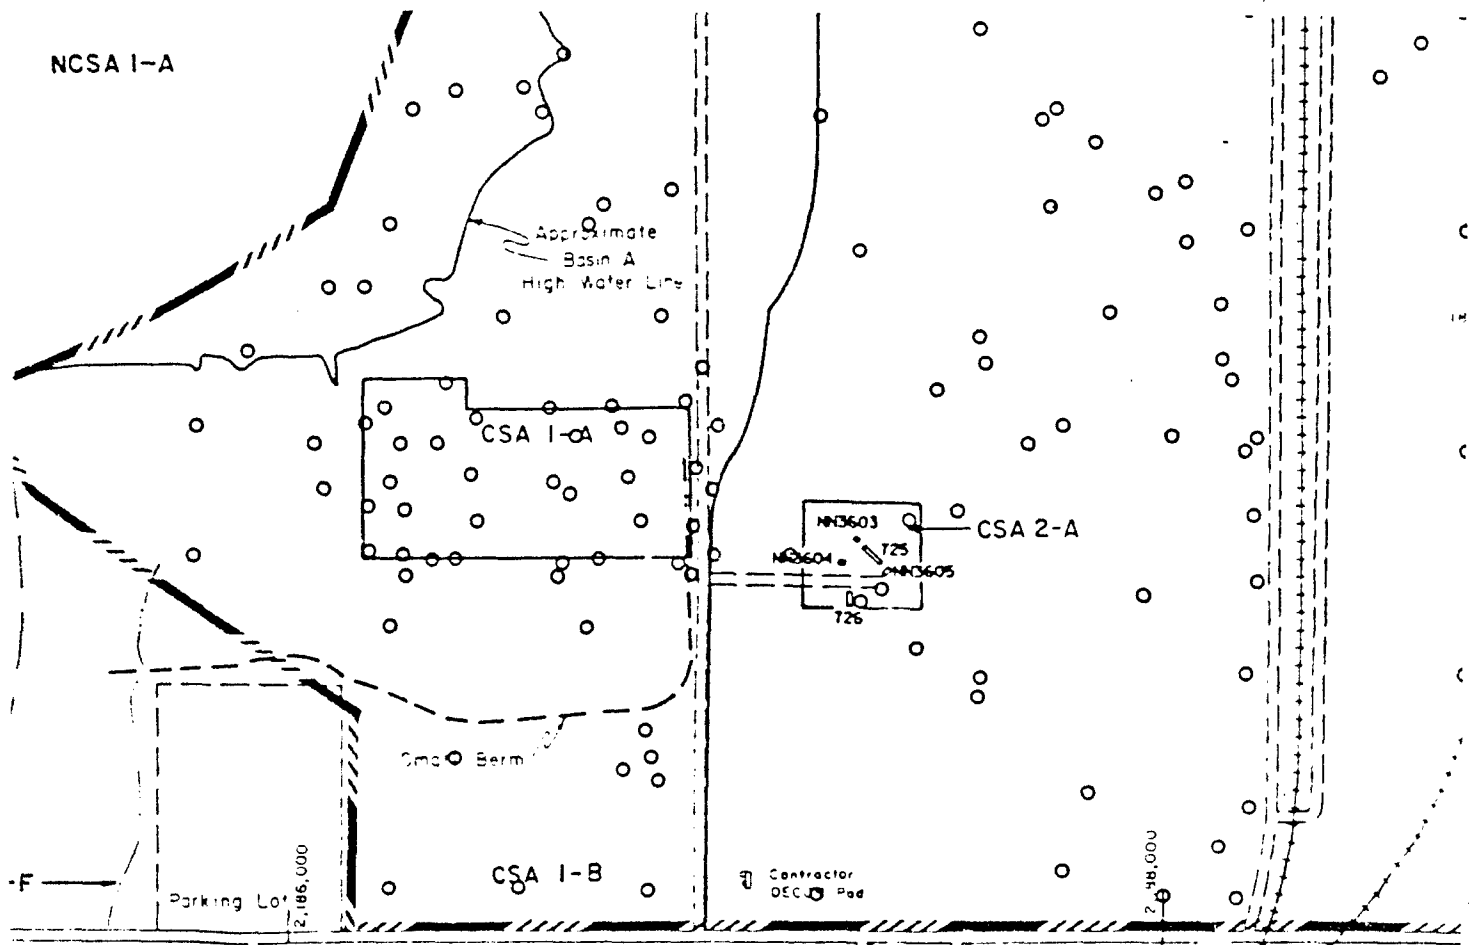 NCSA 1-A
Approximate
Basin A
High Water Line
CSA 1-A
NN3603
CSA 2-A
T25
NN3604
NN3605
T26
Berm
CSA 1-B
Contractor
Pad
-F
Parking Lot
2,186,000